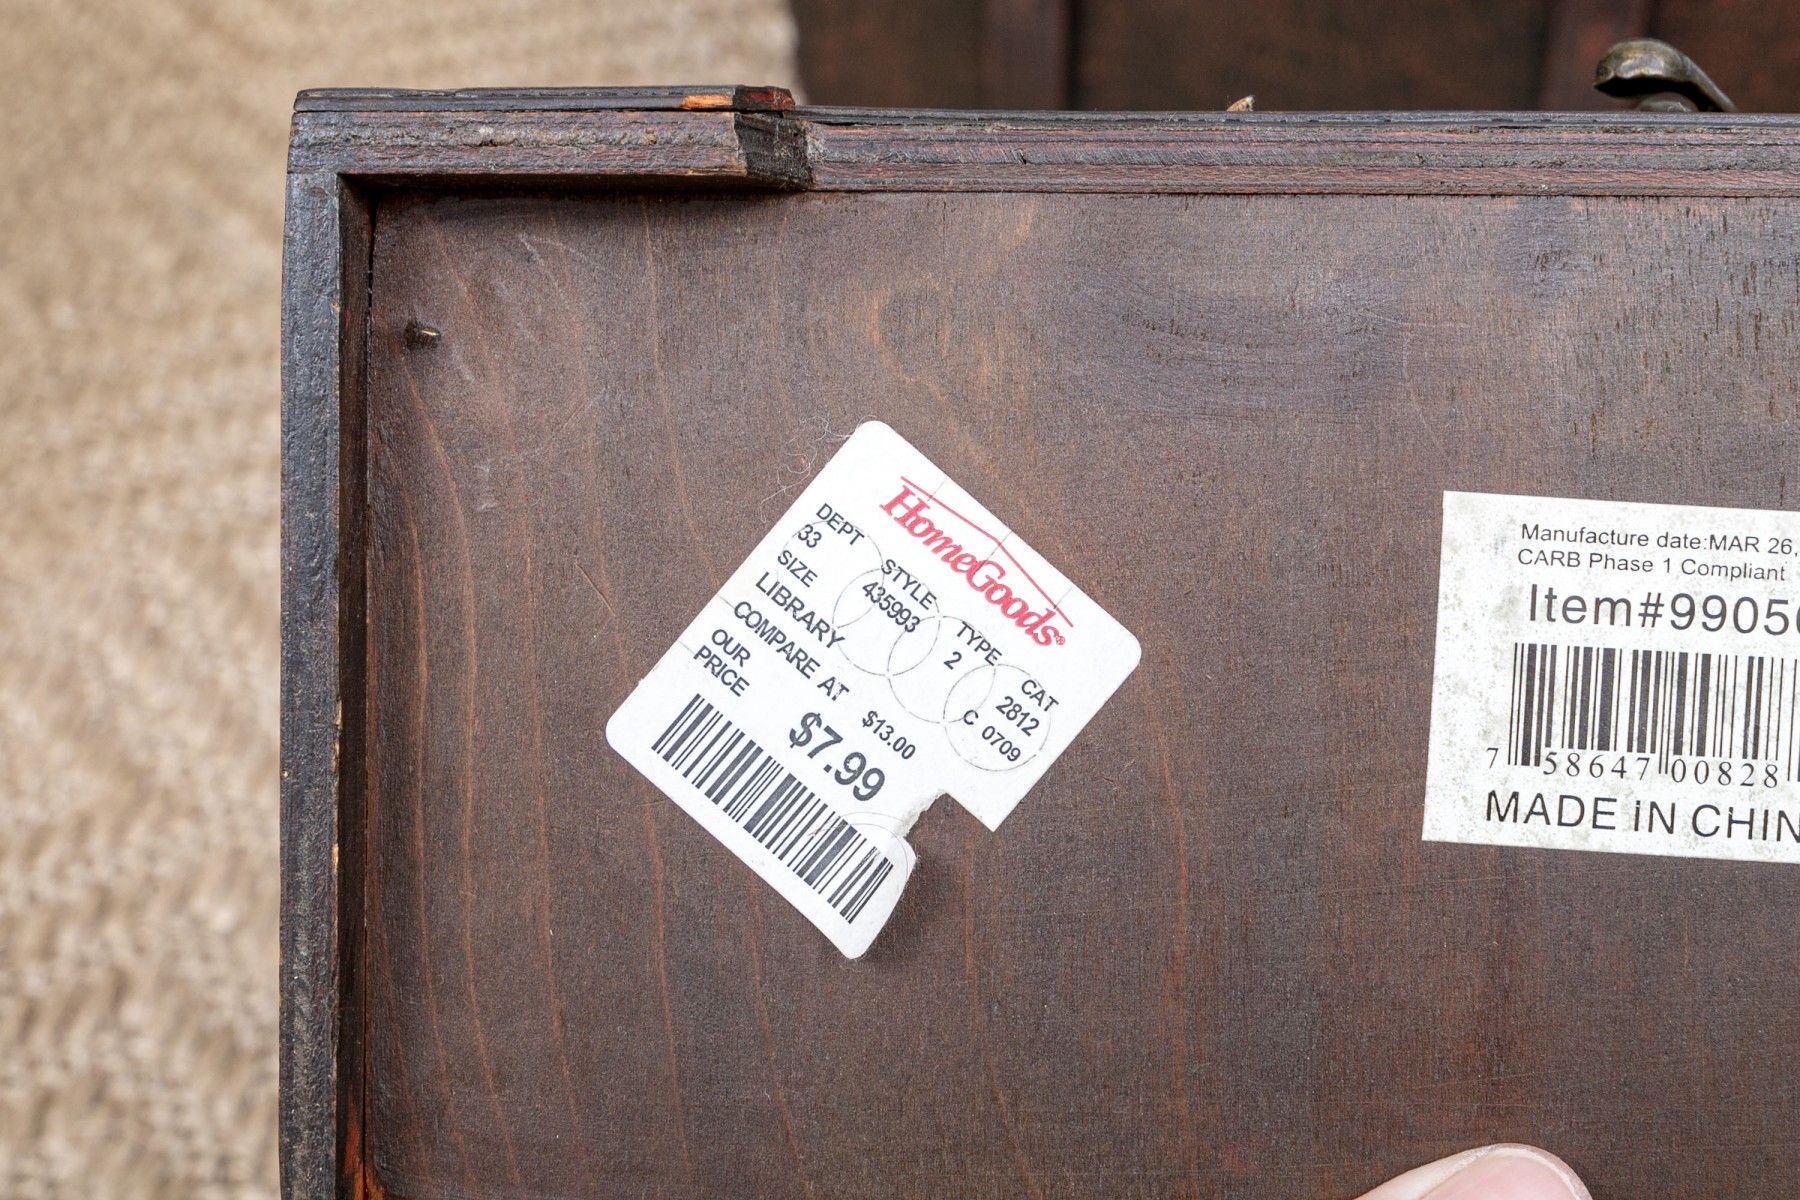 HomeGoods®
DEPT STYLE TYPE CAT
33 435993 2 2812
SIZE C 0709
LIBRARY
COMPARE AT $13.00
OUR PRICE $7.99
Manufacture date:MAR 26,
CARB Phase 1 Compliant
Item#9905
7 58647 00828
MADE iN CHIN